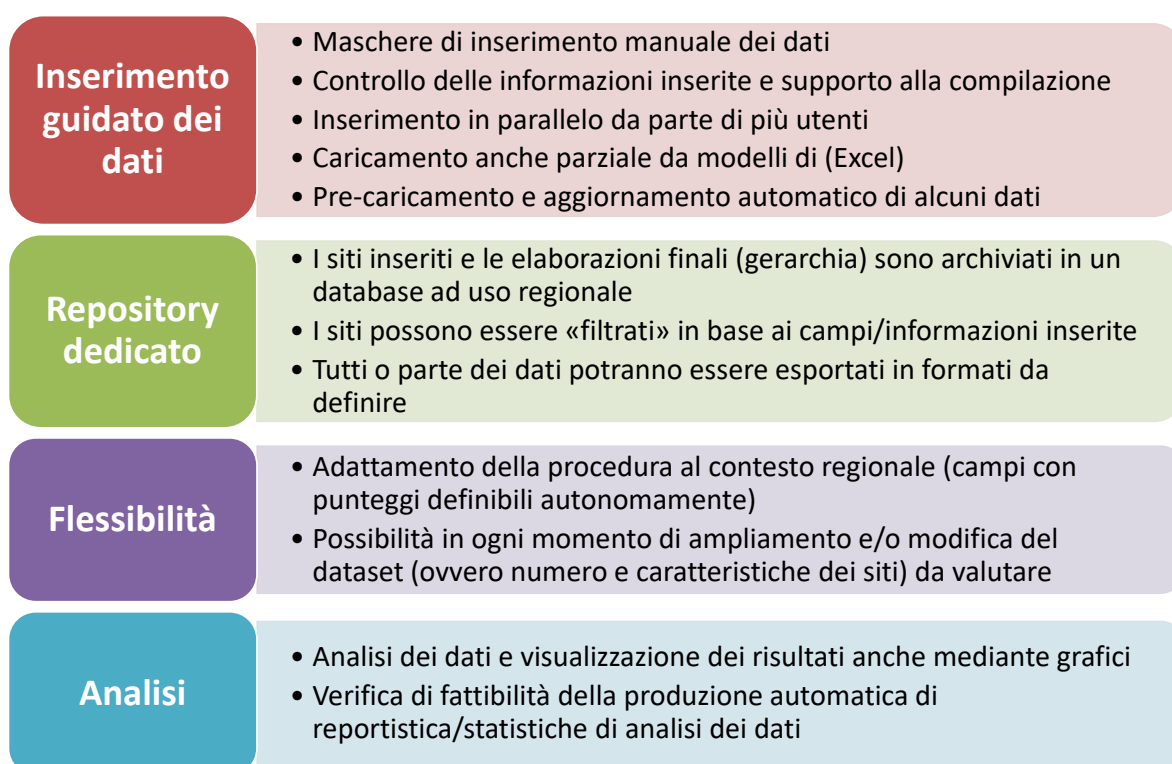 Inserimento
guidato dei
dati
• Maschere di inserimento manuale dei dati
• Controllo delle informazioni inserite e supporto alla compilazione
• Inserimento in parallelo da parte di più utenti
• Caricamento anche parziale da modelli di (Excel)
• Pre-caricamento e aggiornamento automatico di alcuni dati
Repository
dedicato
• I siti inseriti e le elaborazioni finali (gerarchia) sono archiviati in un
database ad uso regionale
• I siti possono essere «filtrati» in base ai campi/informazioni inserite
• Tutti o parte dei dati potranno essere esportati in formati da
definire
Flessibilità
• Adattamento della procedura al contesto regionale (campi con
punteggi definibili autonomamente)
• Possibilità in ogni momento di ampliamento e/o modifica del
dataset (ovvero numero e caratteristiche dei siti) da valutare
Analisi
• Analisi dei dati e visualizzazione dei risultati anche mediante grafici
• Verifica di fattibilità della produzione automatica di
reportistica/statistiche di analisi dei dati